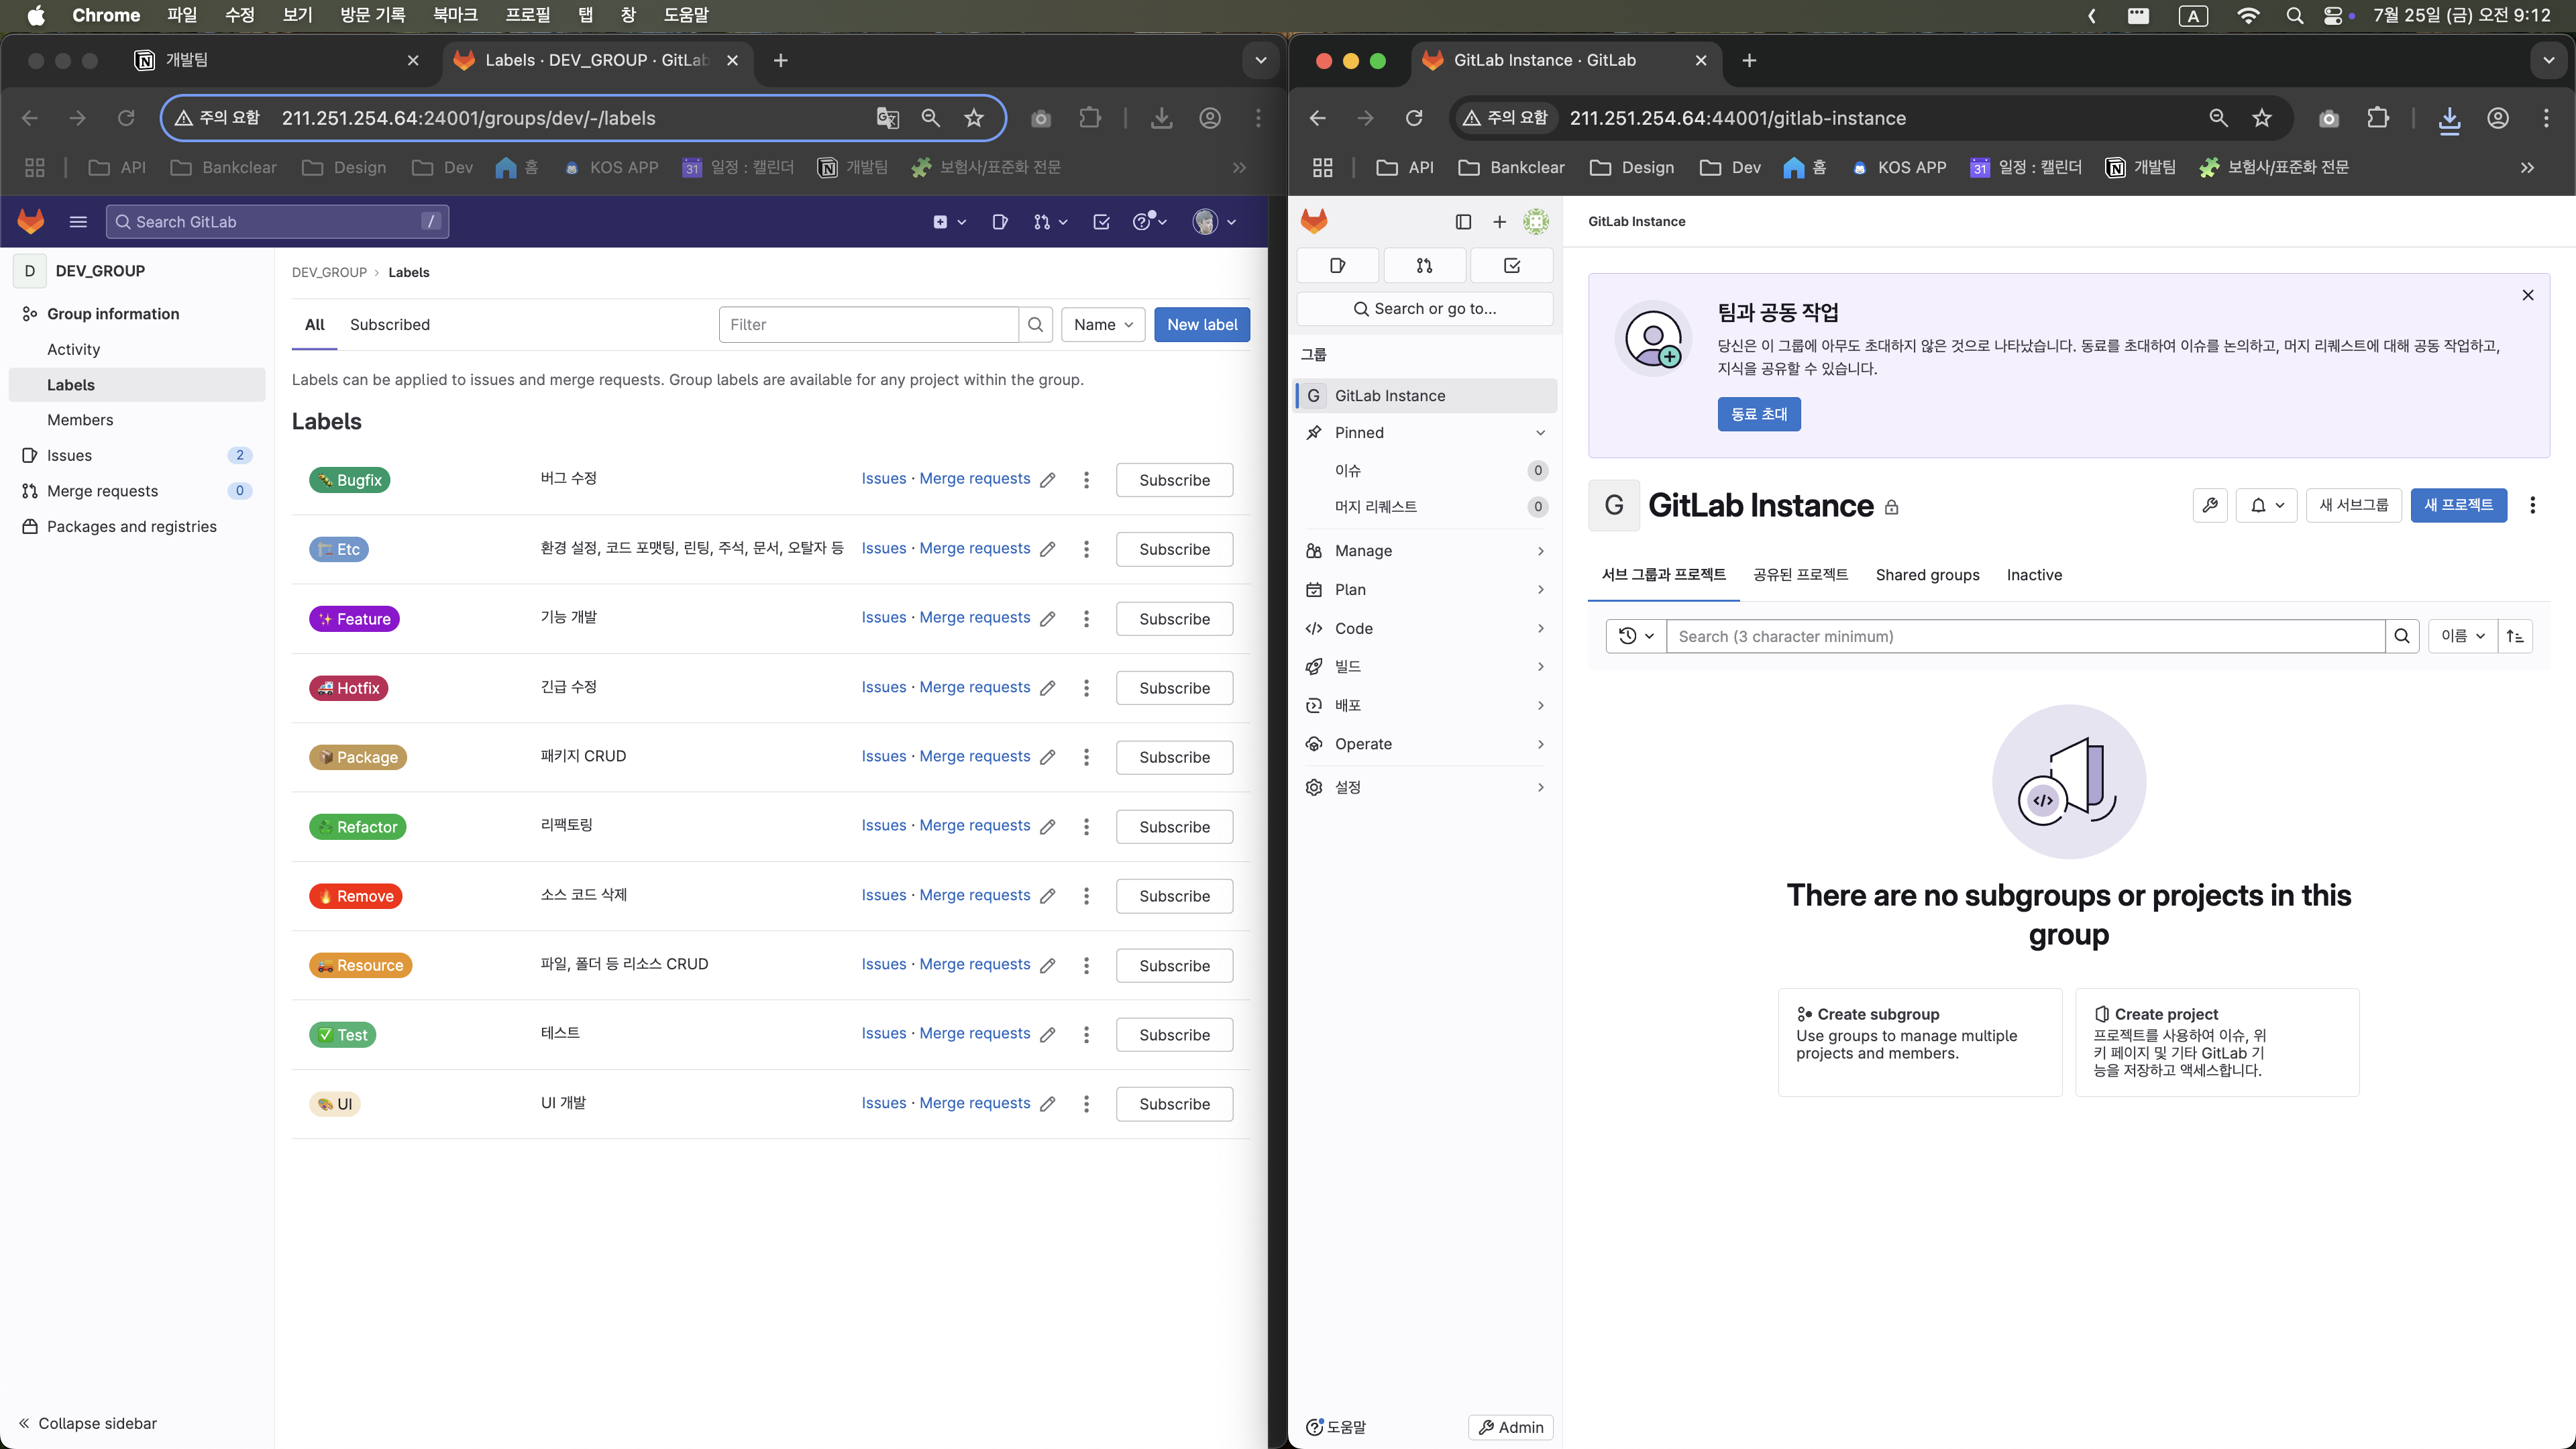 Chrome 파일 수정 보기 방문 기록 북마크 프로필 탭 창 도움말
A 7월 25일 (금) 오전 9:12
개발팀
Labels · DEV_GROUP · GitLab
주의 요함 211.251.254.64:24001/groups/dev/-/labels
API Bankclear Design Dev 홈 KOS APP 31 일정 : 캘린더 개발팀 보험사/표준화 전문
Search GitLab /
D DEV_GROUP
Group information
Activity
Labels
Members
Issues 2
Merge requests 0
Packages and registries
Collapse sidebar
DEV_GROUP › Labels
All Subscribed Filter Name New label
Labels can be applied to issues and merge requests. Group labels are available for any project within the group.
Labels
Bugfix 버그 수정 Issues · Merge requests Subscribe
Etc 환경 설정, 코드 포맷팅, 린팅, 주석, 문서, 오탈자 등 Issues · Merge requests Subscribe
Feature 기능 개발 Issues · Merge requests Subscribe
Hotfix 긴급 수정 Issues · Merge requests Subscribe
Package 패키지 CRUD Issues · Merge requests Subscribe
Refactor 리팩토링 Issues · Merge requests Subscribe
Remove 소스 코드 삭제 Issues · Merge requests Subscribe
Resource 파일, 폴더 등 리소스 CRUD Issues · Merge requests Subscribe
Test 테스트 Issues · Merge requests Subscribe
UI UI 개발 Issues · Merge requests Subscribe
GitLab Instance · GitLab
주의 요함 211.251.254.64:44001/gitlab-instance
API Bankclear Design Dev 홈 KOS APP 31 일정 : 캘린더 개발팀 보험사/표준화 전문
Search or go to...
그룹
G GitLab Instance
Pinned
이슈 0
머지 리퀘스트 0
Manage
Plan
Code
빌드
배포
Operate
설정
도움말 Admin
GitLab Instance
팀과 공동 작업
당신은 이 그룹에 아무도 초대하지 않은 것으로 나타났습니다. 동료를 초대하여 이슈를 논의하고, 머지 리퀘스트에 대해 공동 작업하고,
지식을 공유할 수 있습니다.
동료 초대
G GitLab Instance 새 서브그룹 새 프로젝트
서브 그룹과 프로젝트 공유된 프로젝트 Shared groups Inactive
Search (3 character minimum) 이름
There are no subgroups or projects in this
group
Create subgroup
Use groups to manage multiple
projects and members.
Create project
프로젝트를 사용하여 이슈, 위
키 페이지 및 기타 GitLab 기
능을 저장하고 액세스합니다.